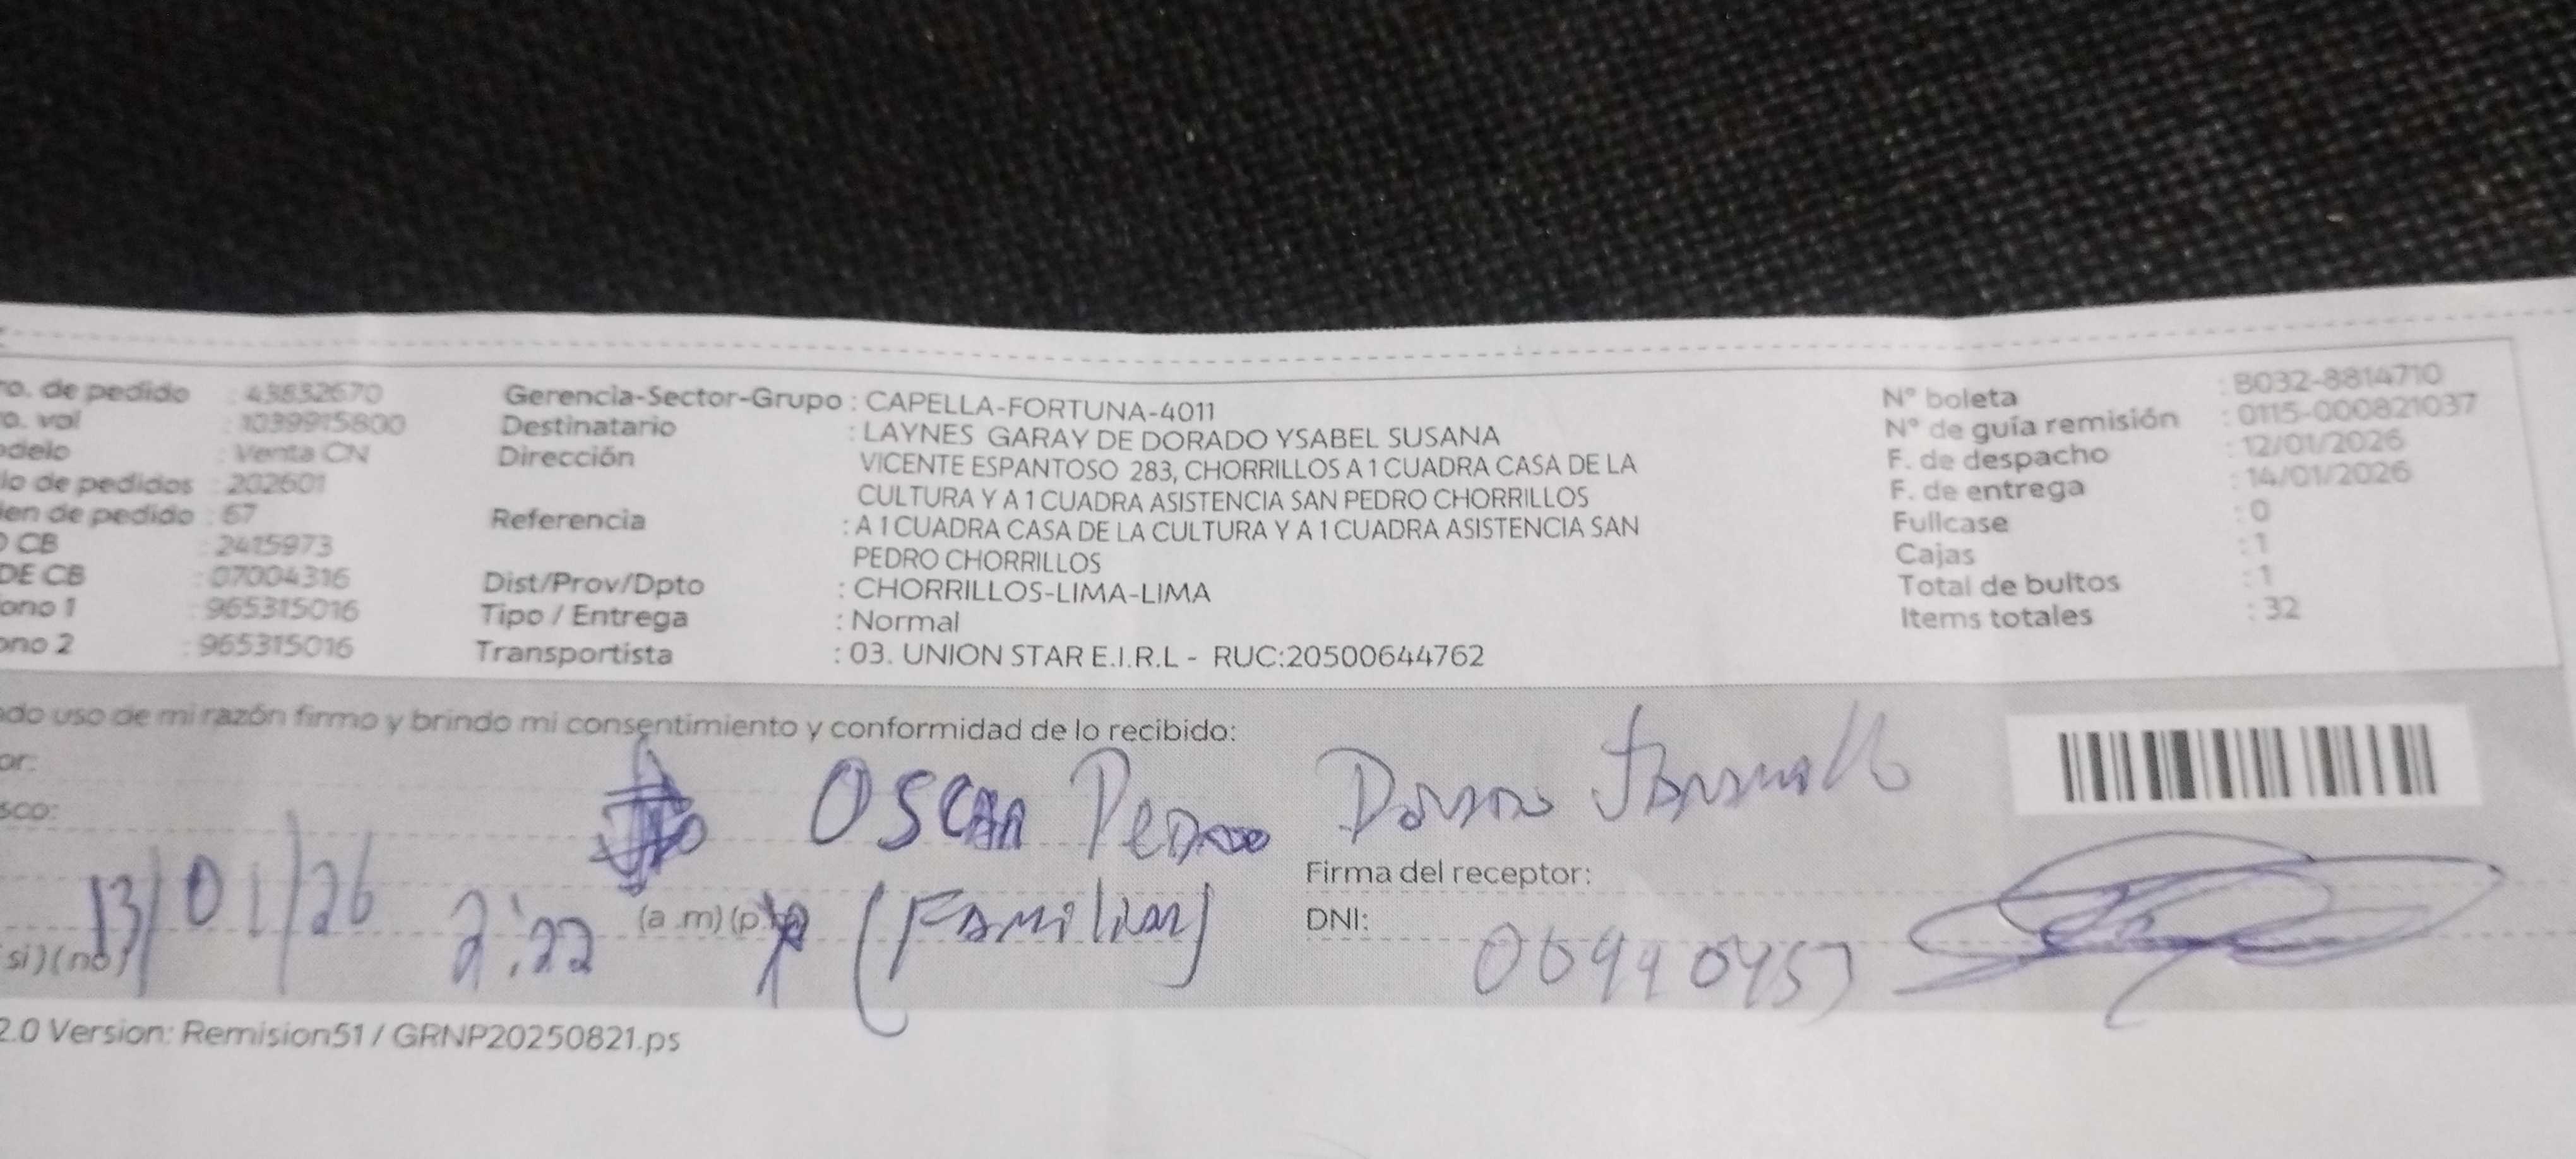 ro. de pedido : 43832670
ro. val : 1039915800
odelo : Venta CN
lo de pedidos : 202601
den de pedido : 67
O CB : 2415973
DE CB : 07004316
ono 1 : 965315016
ono 2 : 965315016
Gerencia-Sector-Grupo : CAPELLA-FORTUNA-4011
Destinatario : LAYNES GARAY DE DORADO YSABEL SUSANA
Dirección VICENTE ESPANTOSO 283, CHORRILLOS A 1 CUADRA CASA DE LA
CULTURA Y A 1 CUADRA ASISTENCIA SAN PEDRO CHORRILLOS
Referencia : A 1 CUADRA CASA DE LA CULTURA Y A 1 CUADRA ASISTENCIA SAN
PEDRO CHORRILLOS
Dist/Prov/Dpto : CHORRILLOS-LIMA-LIMA
Tipo / Entrega : Normal
Transportista : 03. UNION STAR E.I.R.L - RUC:20500644762
N° boleta : B032-8814710
N° de guía remisión : 0115-000821037
F. de despacho : 12/01/2026
F. de entrega : 14/01/2026
Fullcase : 0
Cajas : 1
Total de bultos : 1
Items totales : 32
do uso de mi razón firmo y brindo mi consentimiento y conformidad de lo recibido:
or:
sco:
OSCAR PEDRO
Firma del receptor:
13/01/26 2:22 (a.m) (p (Familiar)
DNI:
si) (no)
2.0 Version: Remision51 / GRNP20250821.ps